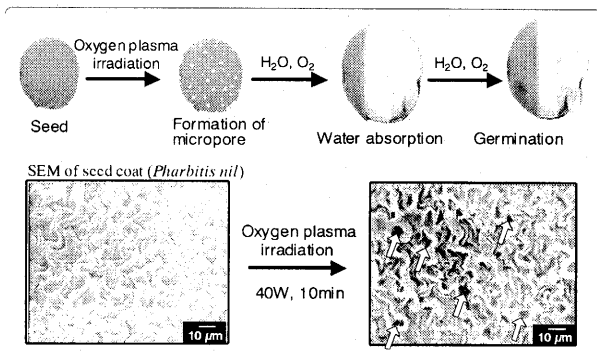 Oxygen plasma
irradiation
H₂O, O₂
H₂O, O₂
Seed
Formation of
micropore
Water absorption
Germination
SEM of seed coat (Pharbitis nil)
Oxygen plasma
irradiation
40W, 10min
10 μm
10 μm